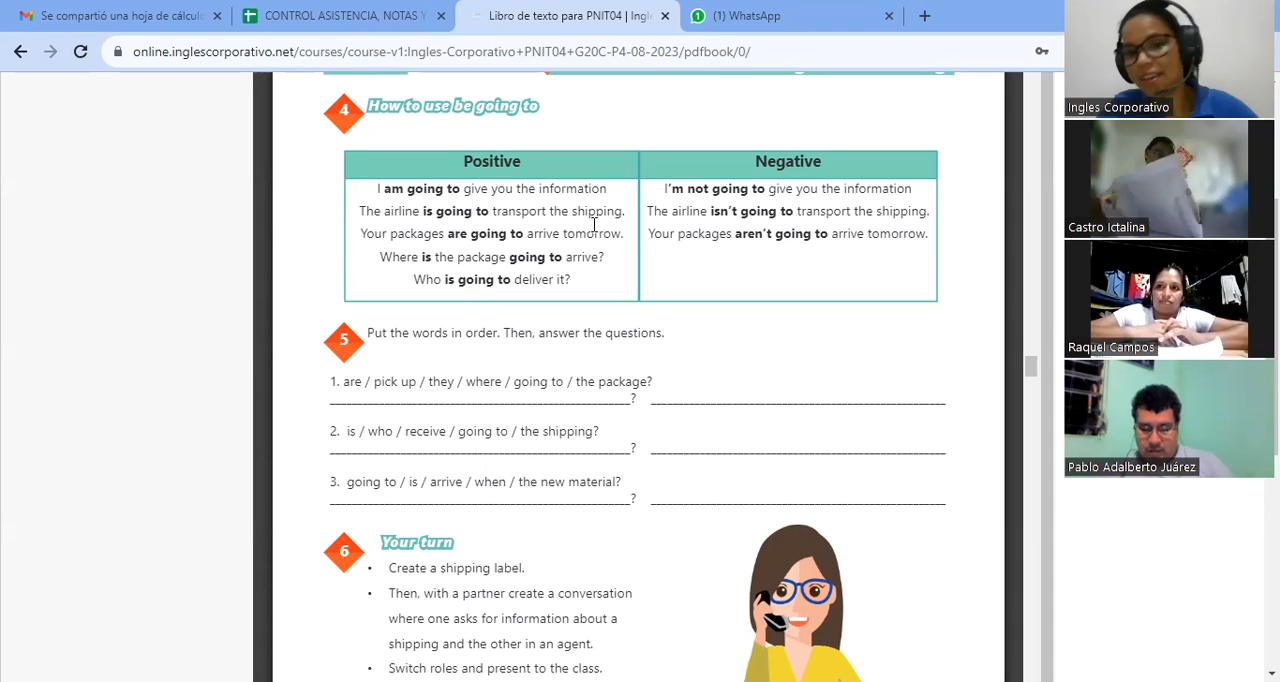 Se compartió una hoja de cálcul
CONTROL ASISTENCIA, NOTAS Y
Libro de texto para PNIT04 | Ingle
(1) WhatsApp
online.inglescorporativo.net/courses/course-v1:Ingles-Corporativo+PNIT04+G20C-P4-08-2023/pdfbook/0/
4 How to use be going to
Positive Negative
I am going to give you the information
The airline is going to transport the shipping.
Your packages are going to arrive tomorrow.
Where is the package going to arrive?
Who is going to deliver it?
I'm not going to give you the information
The airline isn't going to transport the shipping.
Your packages aren't going to arrive tomorrow.
5 Put the words in order. Then, answer the questions.
1. are / pick up / they / where / going to / the package?
______________________? ______________________
2. is / who / receive / going to / the shipping?
______________________? ______________________
3. going to / is / arrive / when / the new material?
______________________? ______________________
6 Your turn
• Create a shipping label.
• Then, with a partner create a conversation
where one asks for information about a
shipping and the other in an agent.
• Switch roles and present to the class.
Ingles Corporativo
Castro Ictalina
Raquel Campos
Pablo Adalberto Juárez